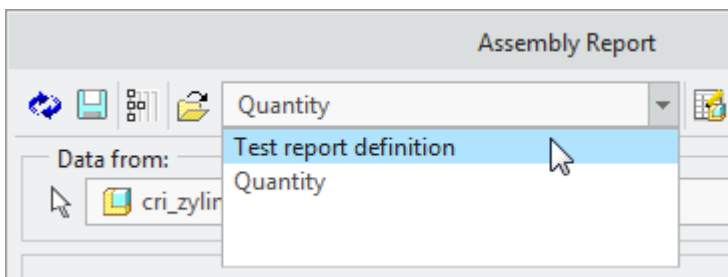 Assembly Report
Quantity
Test report definition
Data from:
Quantity
cri_zylin